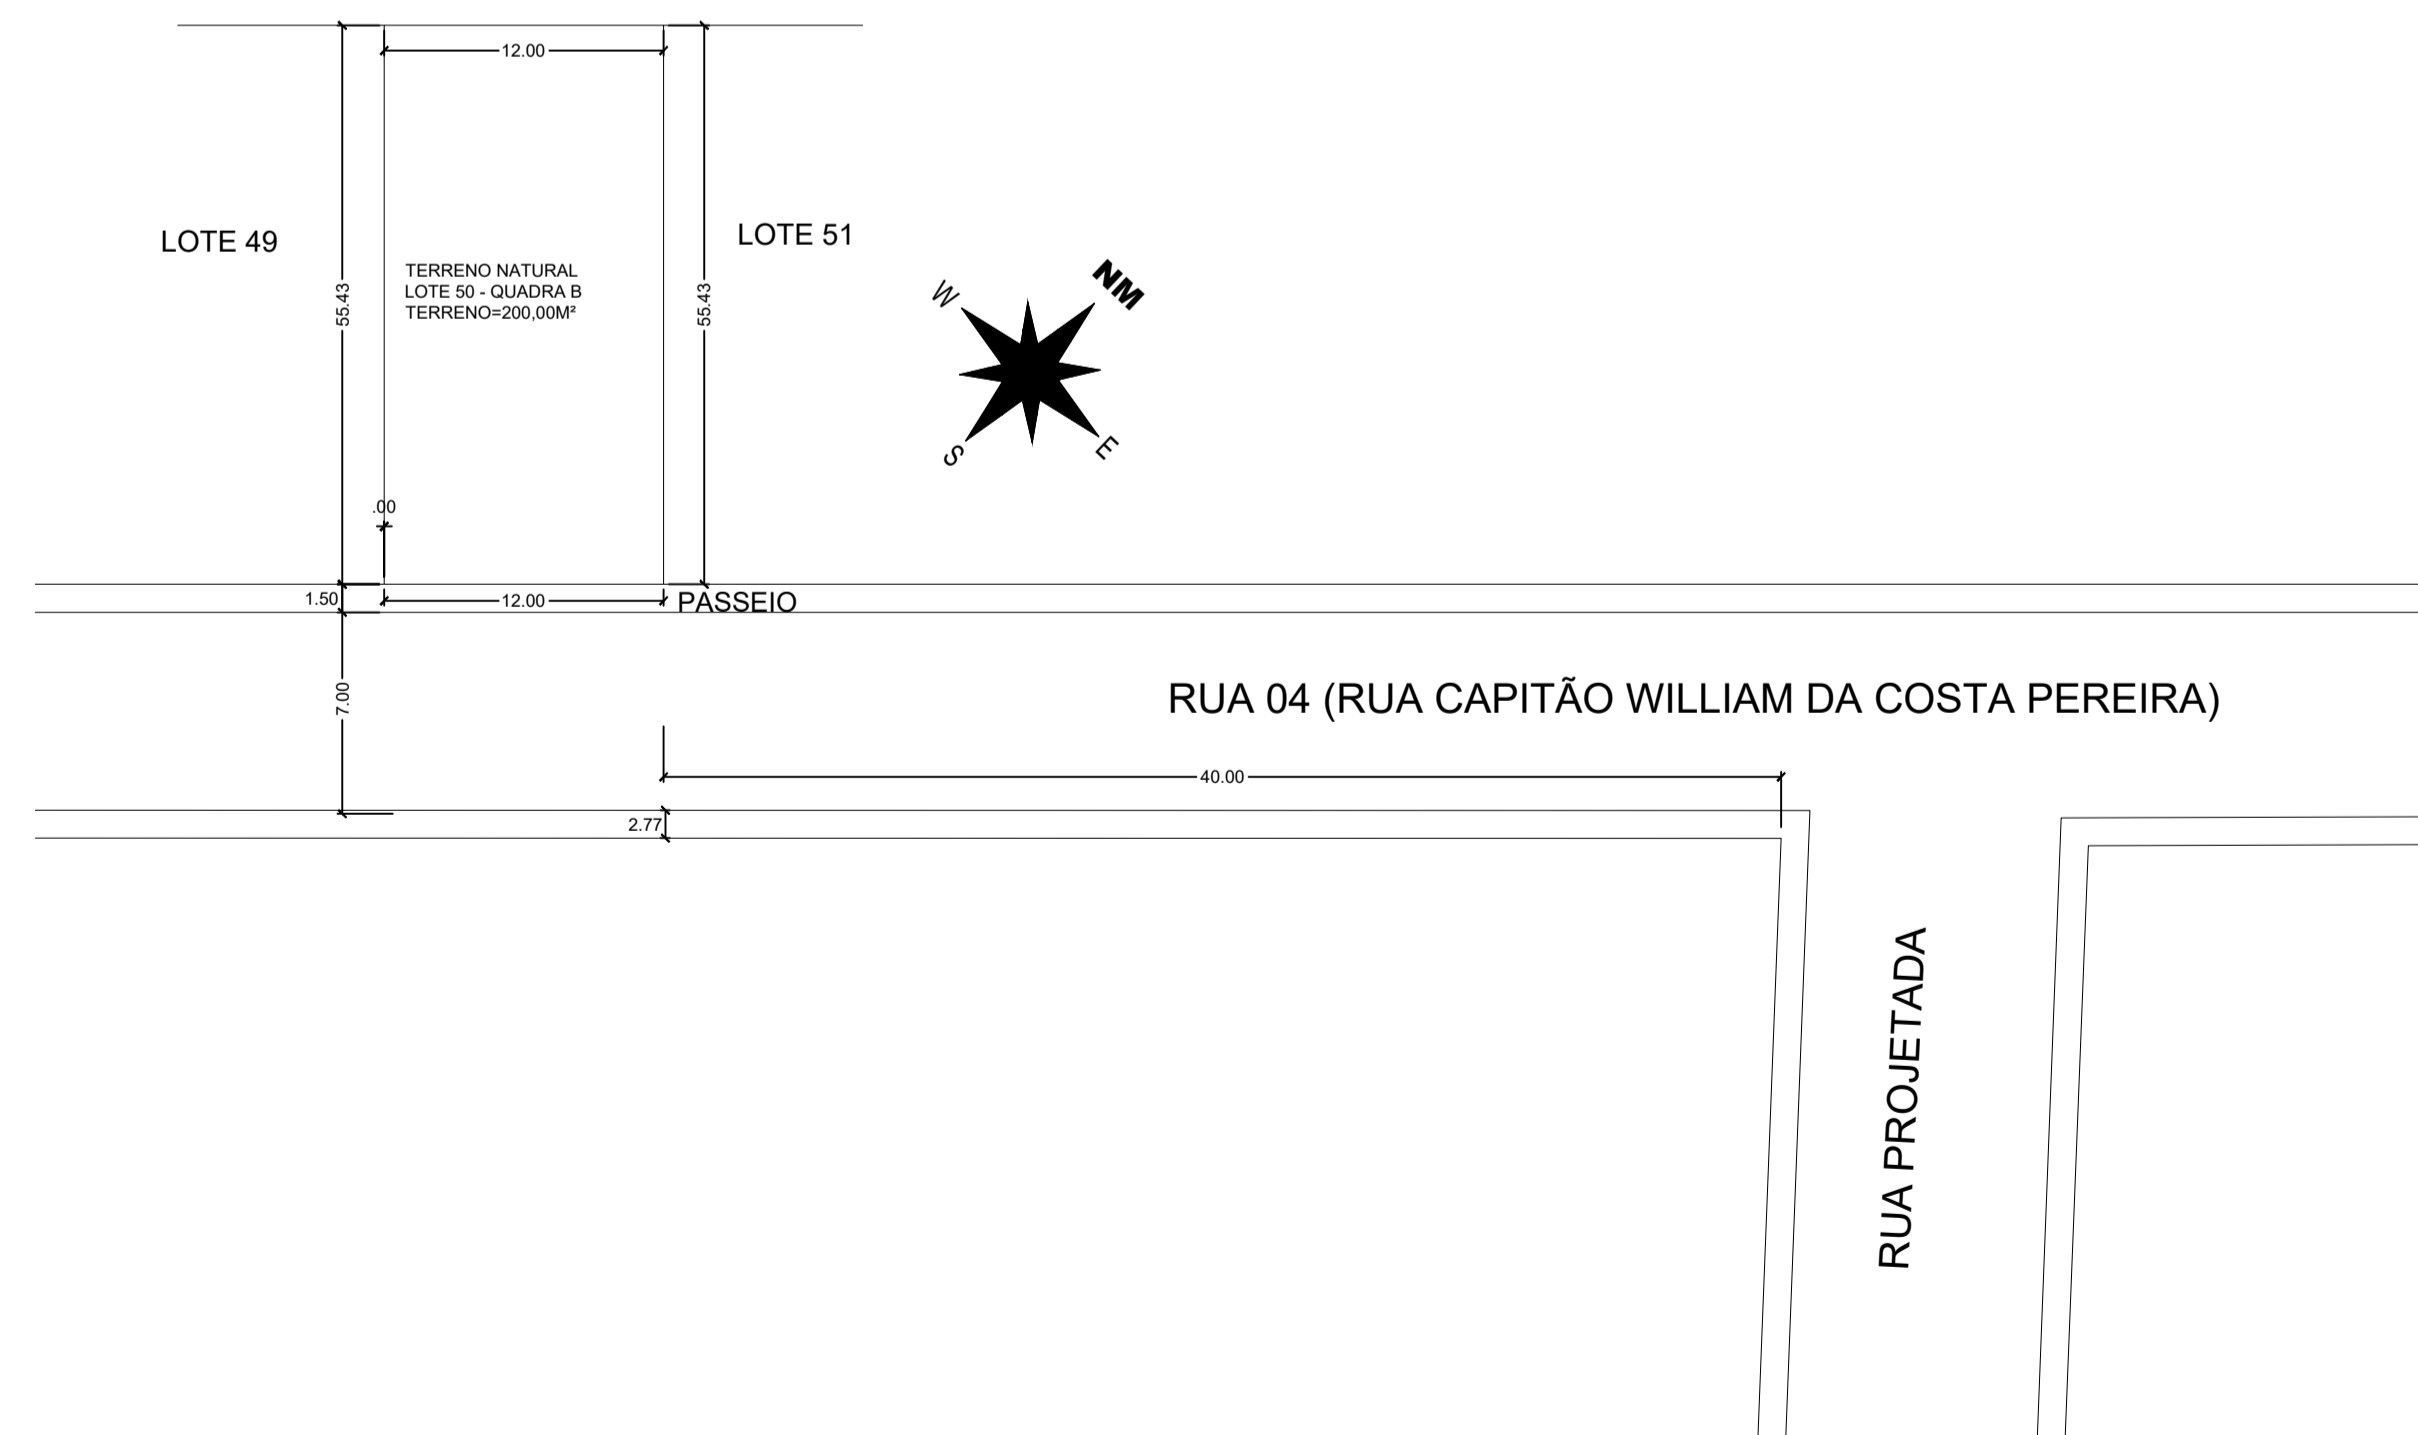 12.00
LOTE 49
LOTE 51
55.43
TERRENO NATURAL
LOTE 50 - QUADRA B
TERRENO=200,00M²
55.43
W
NM
S
E
.00
1.50
12.00
PASSEIO
7.00
RUA 04 (RUA CAPITÃO WILLIAM DA COSTA PEREIRA)
40.00
2.77
RUA PROJETADA